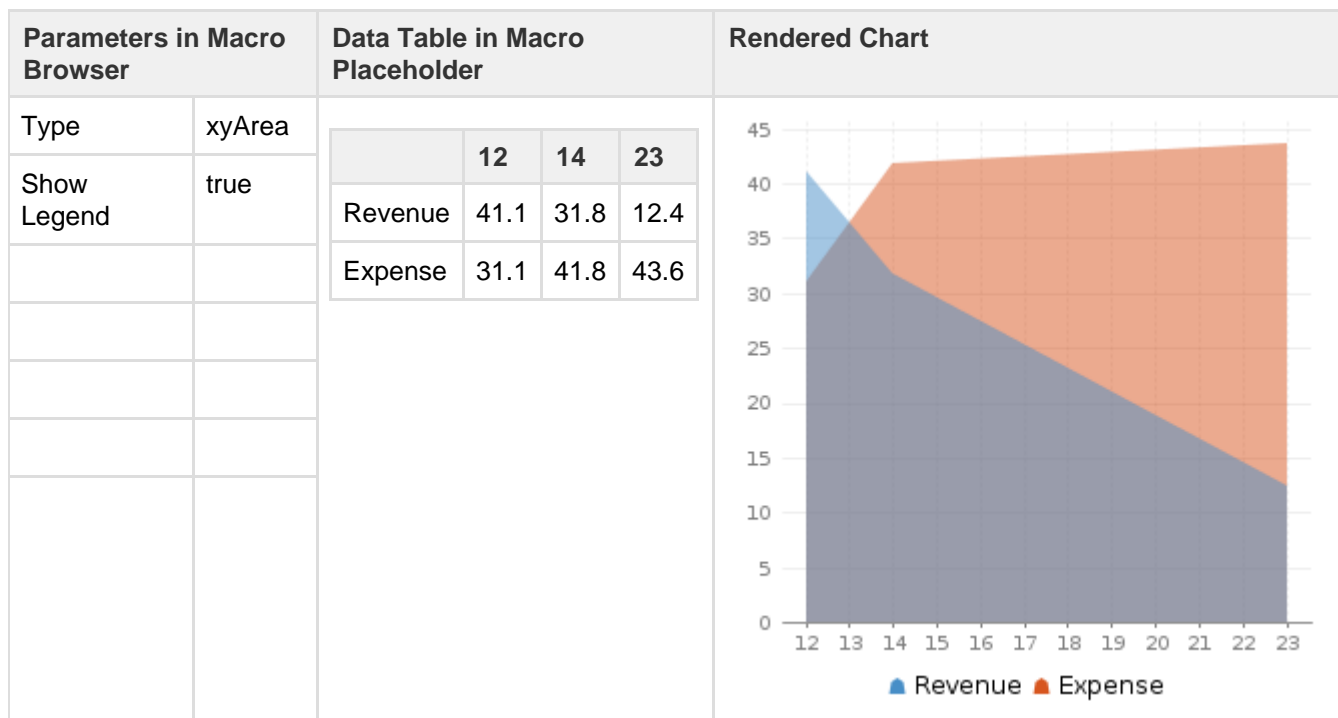 Parameters in Macro Browser
Data Table in Macro Placeholder
Rendered Chart
Type xyArea
Show Legend true
12 14 23
Revenue 41.1 31.8 12.4
Expense 31.1 41.8 43.6
45
40
35
30
25
20
15
10
5
0
12 13 14 15 16 17 18 19 20 21 22 23
Revenue Expense